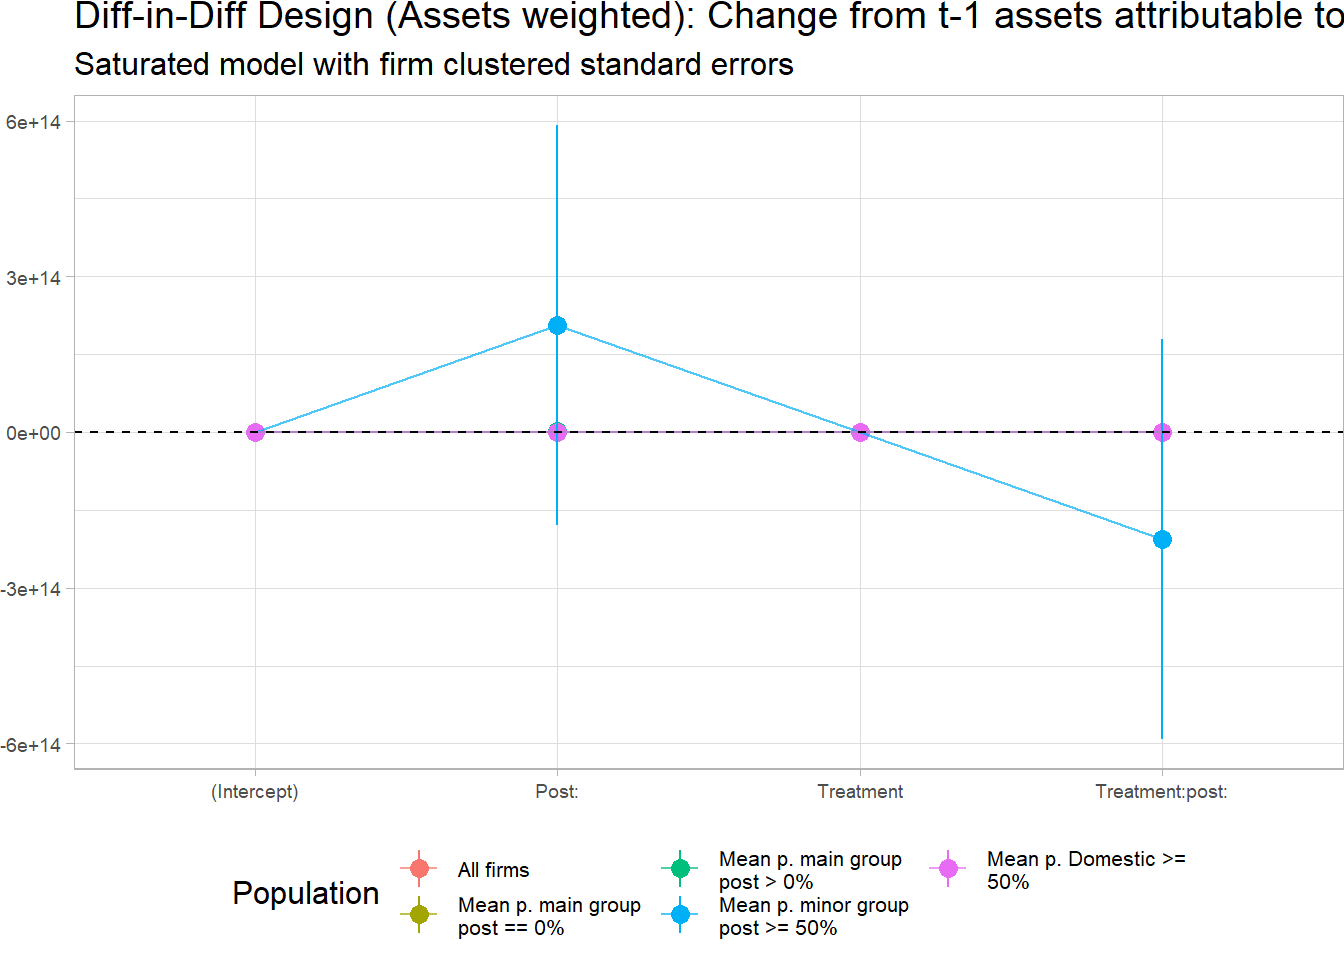 Diff-in-Diff Design (Assets weighted): Change from t-1 assets attributable to
Saturated model with firm clustered standard errors
6e+14
3e+14
0e+00
-3e+14
-6e+14
(Intercept)
Post:
Treatment
Treatment:post:
Population
All firms
Mean p. main group
post == 0%
Mean p. main group
post > 0%
Mean p. minor group
post >= 50%
Mean p. Domestic >=
50%